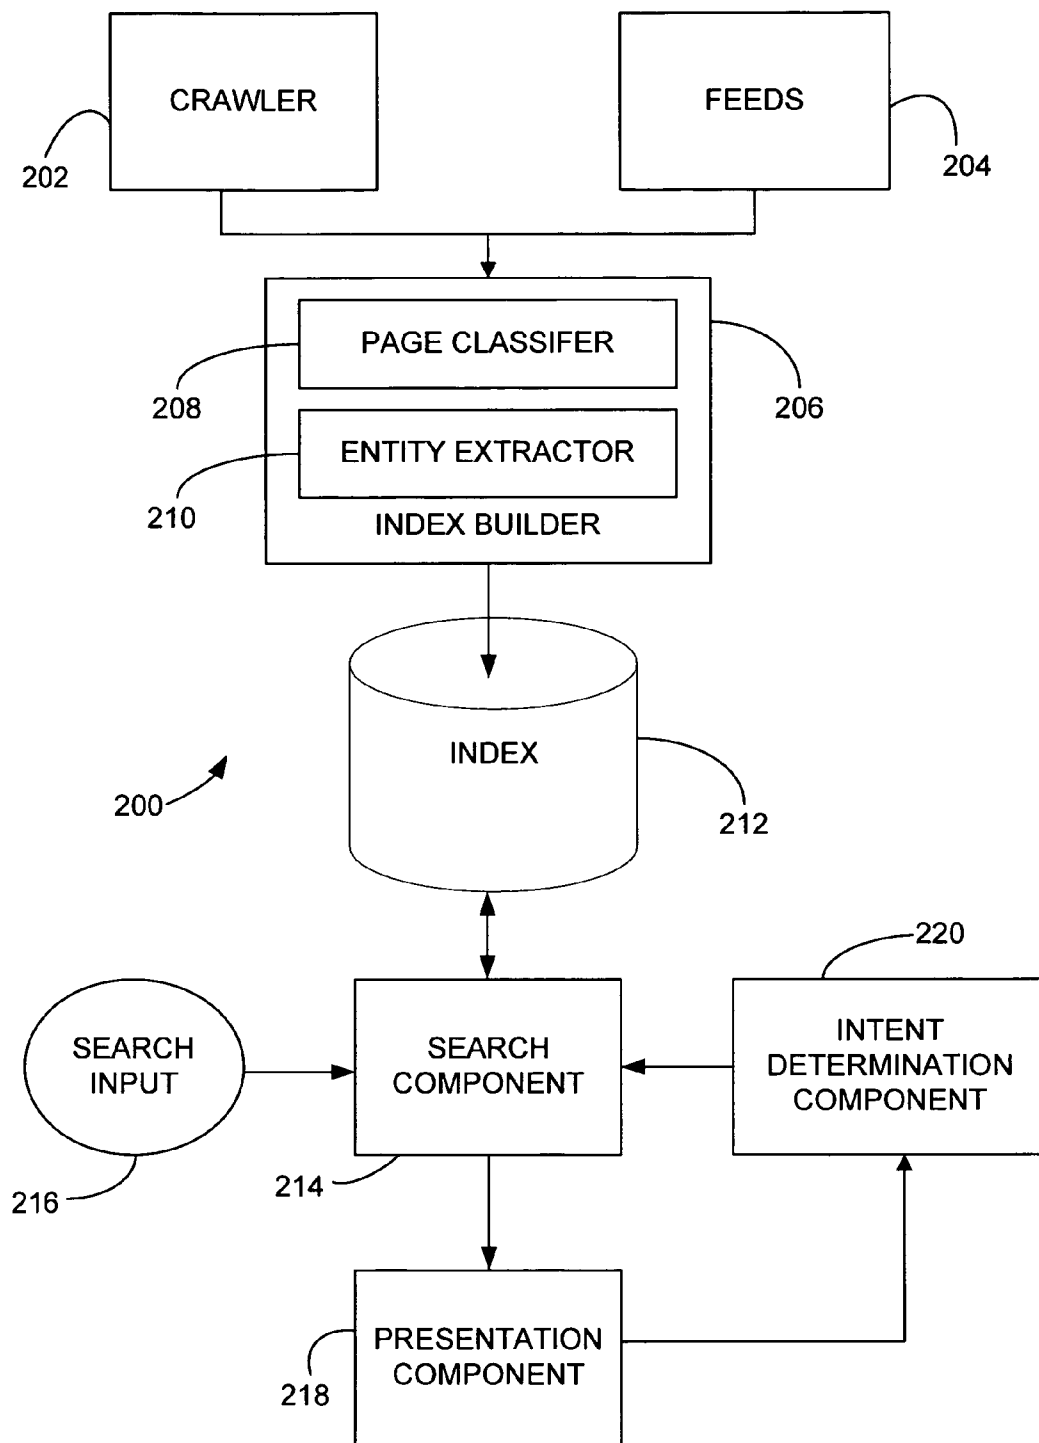 CRAWLER
FEEDS
202
204
PAGE CLASSIFER
208
206
ENTITY EXTRACTOR
210
INDEX BUILDER
INDEX
200
212
220
SEARCH
INPUT
SEARCH
COMPONENT
INTENT
DETERMINATION
COMPONENT
216
214
PRESENTATION
COMPONENT
218